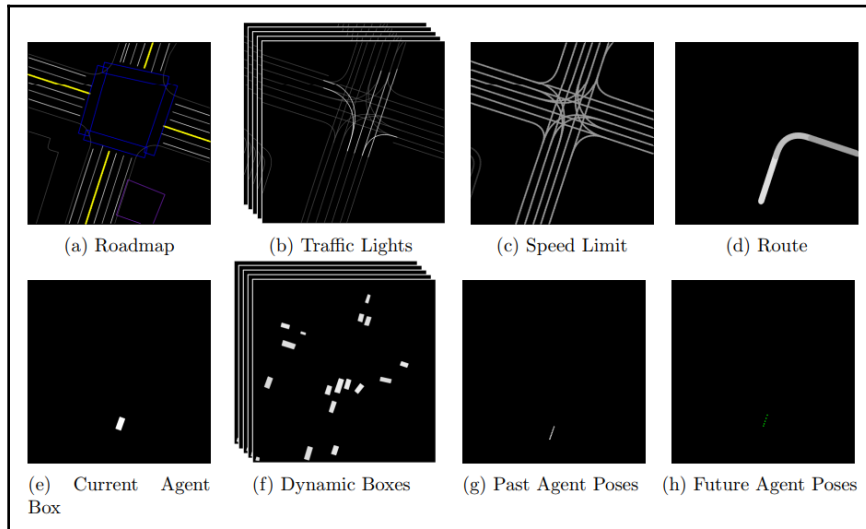 (a) Roadmap
(b) Traffic Lights
(c) Speed Limit
(d) Route
(e) Current Agent
Box
(f) Dynamic Boxes
(g) Past Agent Poses
(h) Future Agent Poses